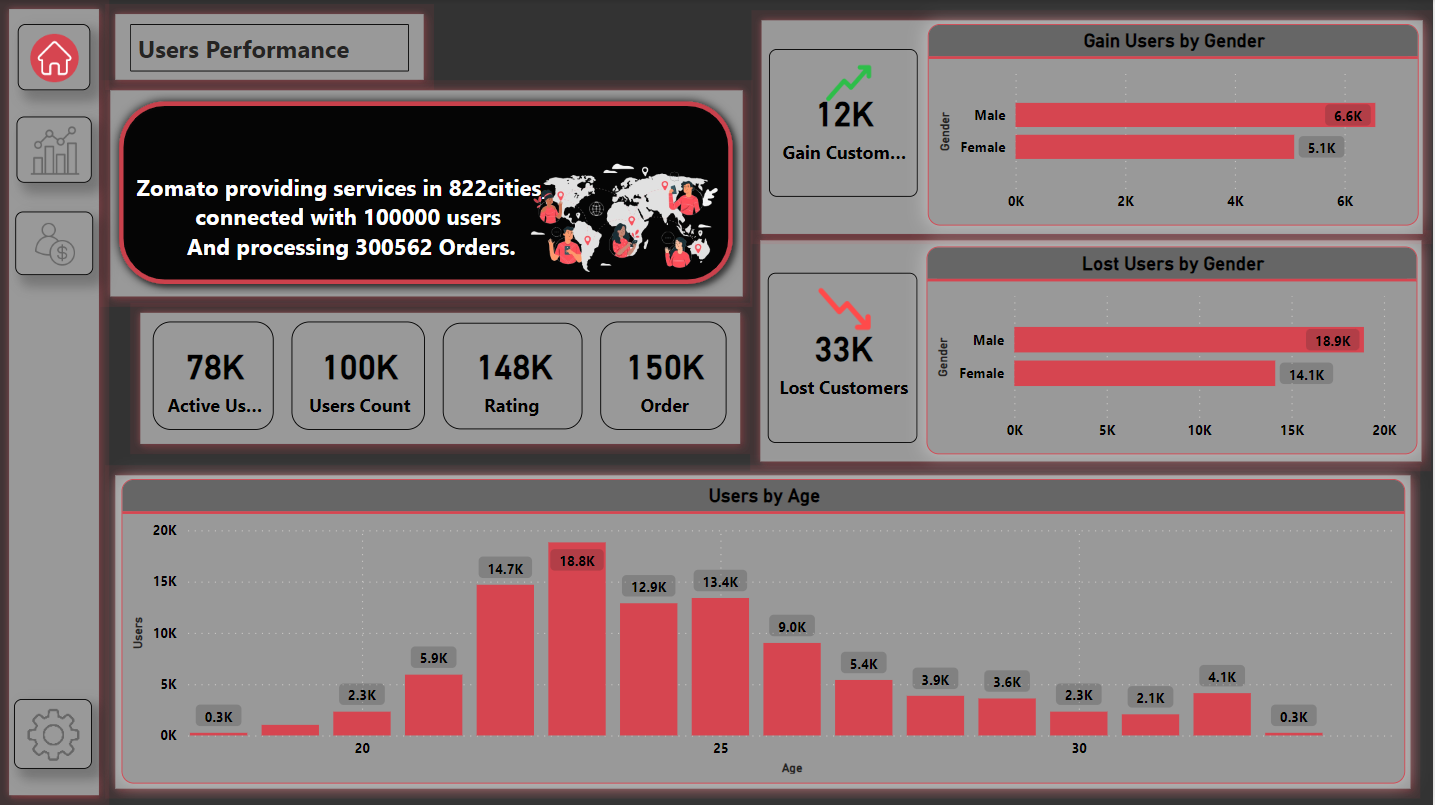 Users Performance
Zomato providing services in 822cities
connected with 100000 users
And processing 300562 Orders.
78K
Active Us...
100K
Users Count
148K
Rating
150K
Order
12K
Gain Custom...
Gain Users by Gender
Gender
Male
6.6K
Female
5.1K
0K 2K 4K 6K
33K
Lost Customers
Lost Users by Gender
Gender
Male
18.9K
Female
14.1K
0K 5K 10K 15K 20K
Users by Age
Users
20K
15K
10K
5K
0K
0.3K
2.3K
5.9K
14.7K
18.8K
12.9K
13.4K
9.0K
5.4K
3.9K
3.6K
2.3K
2.1K
4.1K
0.3K
20 25 30
Age